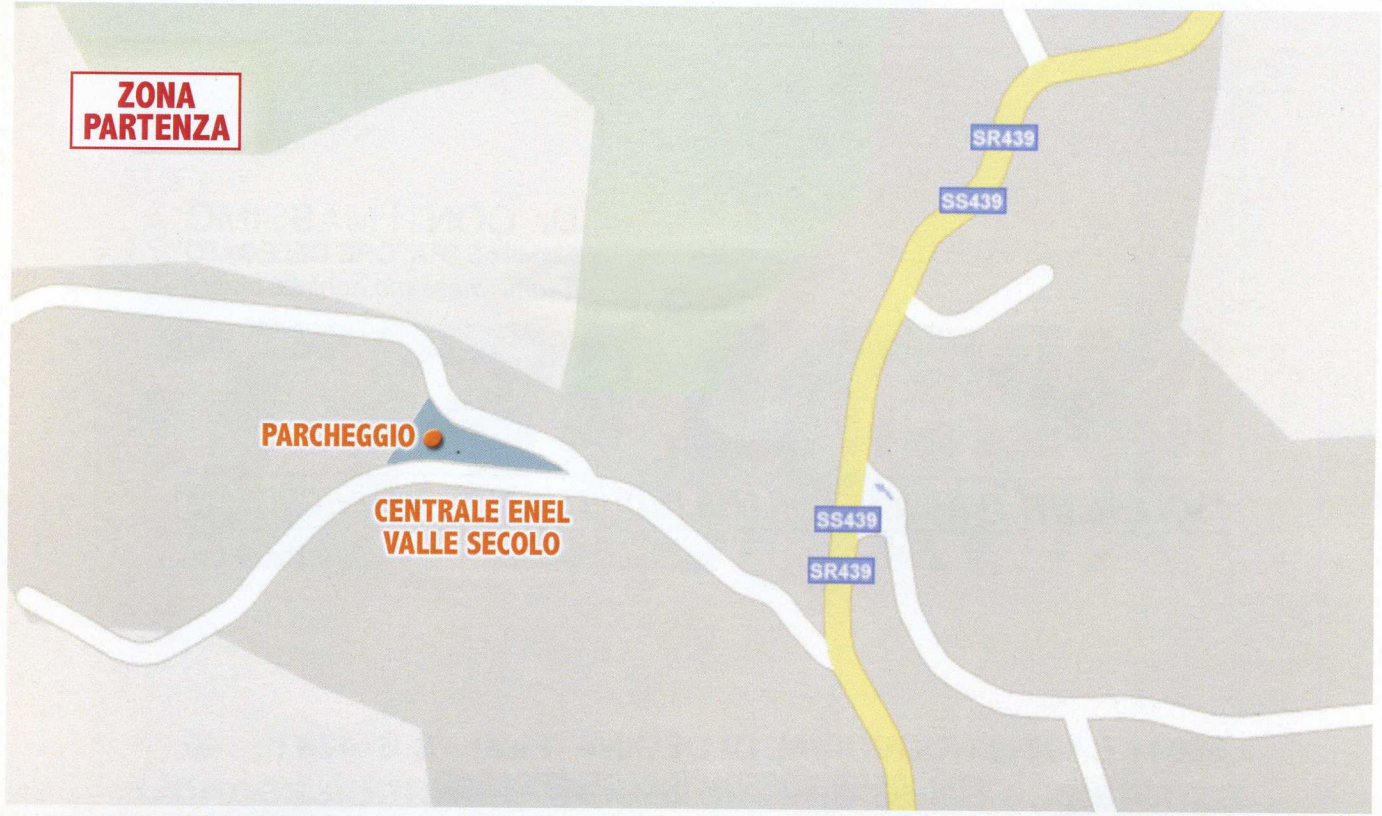 ZONA
PARTENZA
SR439
SS439
PARCHEGGIO
CENTRALE ENEL
VALLE SECOLO
SS439
SR439